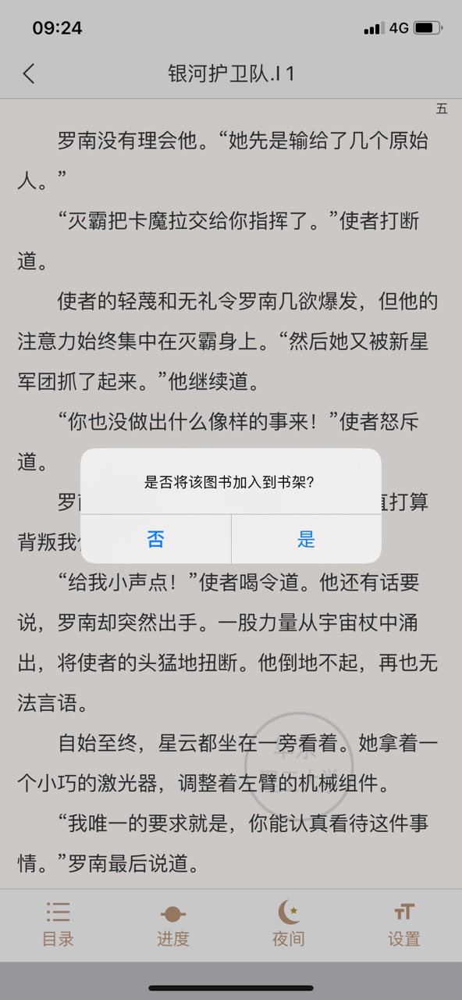 09:24
4G
银河护卫队.I 1
五
罗南没有理会他。“她先是输给了几个原始
人。”
“灭霸把卡魔拉交给你指挥了。”使者打断
道。
使者的轻蔑和无礼令罗南几欲爆发，但他的
注意力始终集中在灭霸身上。“然后她又被新星
军团抓了起来。”他继续道。
“你也没做出什么像样的事来！”使者怒斥
道。
是否将该图书加入到书架?
罗 打算
背叛我
否 是
“给我小声点！”使者喝令道。他还有话要
说，罗南却突然出手。一股力量从宇宙杖中涌
出，将使者的头猛地扭断。他倒地不起，再也无
法言语。
自始至终，星云都坐在一旁看着。她拿着一
个小巧的激光器，调整着左臂的机械组件。
“我唯一的要求就是，你能认真看待这件事
情。”罗南最后说道。
目录 进度 夜间 设置